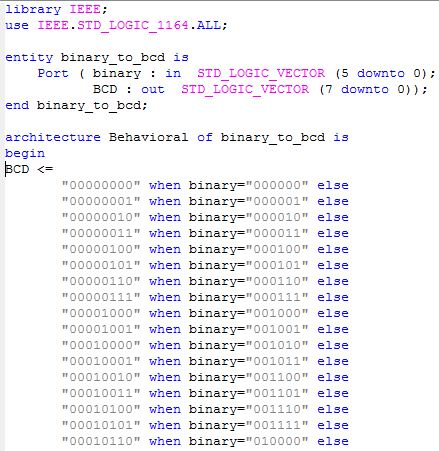 library IEEE;
use IEEE.STD_LOGIC_1164.ALL;
entity binary_to_bcd is
Port ( binary : in STD_LOGIC_VECTOR (5 downto 0);
BCD : out STD_LOGIC_VECTOR (7 downto 0));
end binary_to_bcd;
architecture Behavioral of binary_to_bcd is
begin
BCD <=
"00000000" when binary="000000" else
"00000001" when binary="000001" else
"00000010" when binary="000010" else
"00000011" when binary="000011" else
"00000100" when binary="000100" else
"00000101" when binary="000101" else
"00000110" when binary="000110" else
"00000111" when binary="000111" else
"00001000" when binary="001000" else
"00001001" when binary="001001" else
"00010000" when binary="001010" else
"00010001" when binary="001011" else
"00010010" when binary="001100" else
"00010011" when binary="001101" else
"00010100" when binary="001110" else
"00010101" when binary="001111" else
"00010110" when binary="010000" else